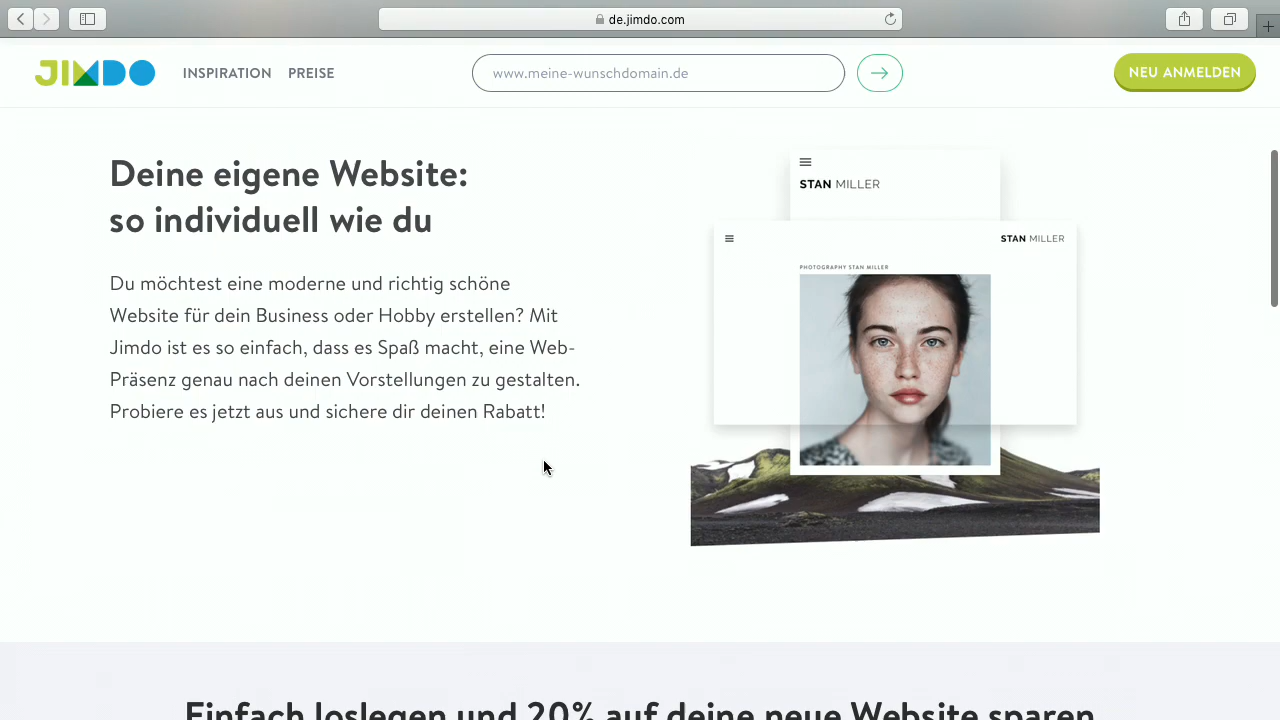 de.jimdo.com
JIMDO
INSPIRATION
PREISE
www.meine-wunschdomain.de
NEU ANMELDEN
Deine eigene Website:
so individuell wie du
Du möchtest eine moderne und richtig schöne
Website für dein Business oder Hobby erstellen? Mit
Jimdo ist es so einfach, dass es Spaß macht, eine Web-
Präsenz genau nach deinen Vorstellungen zu gestalten.
Probiere es jetzt aus und sichere dir deinen Rabatt!
STAN MILLER
STAN MILLER
PHOTOGRAPHY STAN MILLER
Einfach loslegen und 20% auf deine neue Website sparen